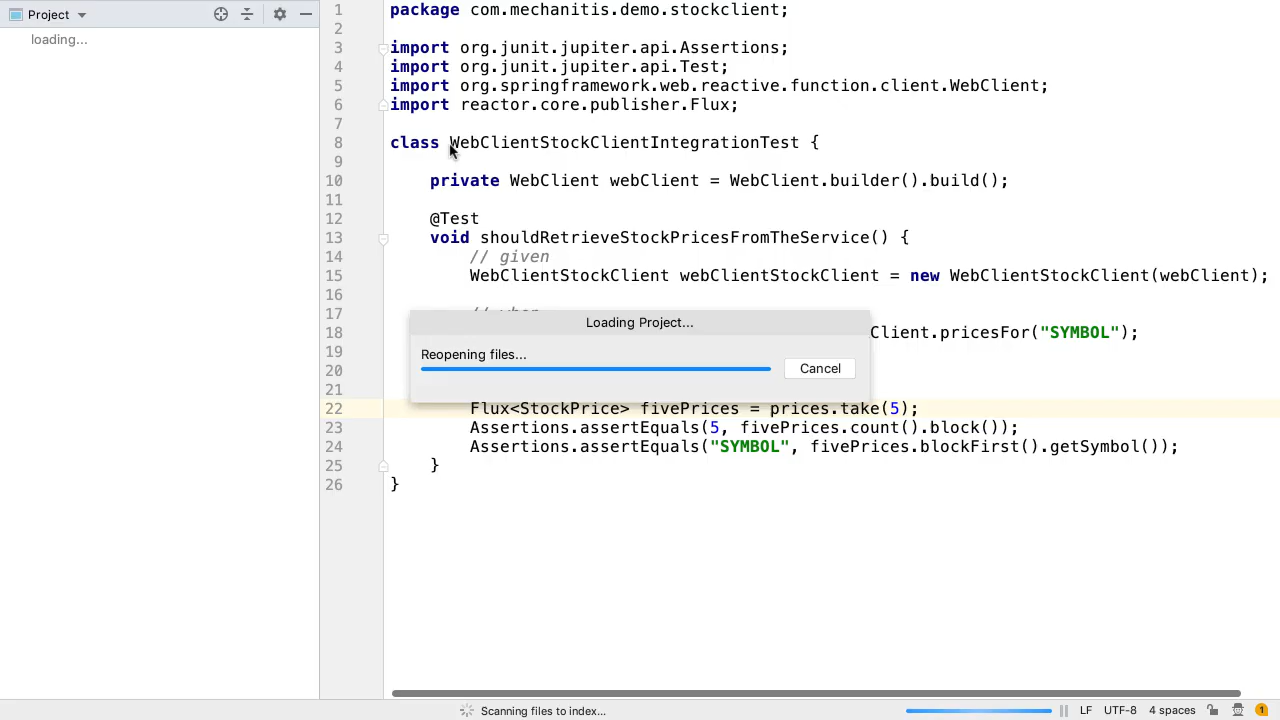 Project
loading...
1 package com.mechanitis.demo.stockclient;
2
3 import org.junit.jupiter.api.Assertions;
4 import org.junit.jupiter.api.Test;
5 import org.springframework.web.reactive.function.client.WebClient;
6 import reactor.core.publisher.Flux;
7
8 class WebClientStockClientIntegrationTest {
9
10 private WebClient webClient = WebClient.builder().build();
11
12 @Test
13 void shouldRetrieveStockPricesFromTheService() {
14 // given
15 WebClientStockClient webClientStockClient = new WebClientStockClient(webClient);
16
17 // when
18 Client.pricesFor("SYMBOL");
19
20
21
22 Flux<StockPrice> fivePrices = prices.take(5);
23 Assertions.assertEquals(5, fivePrices.count().block());
24 Assertions.assertEquals("SYMBOL", fivePrices.blockFirst().getSymbol());
25 }
26 }
Loading Project...
Reopening files...
Cancel
Scanning files to index... LF UTF-8 4 spaces 1